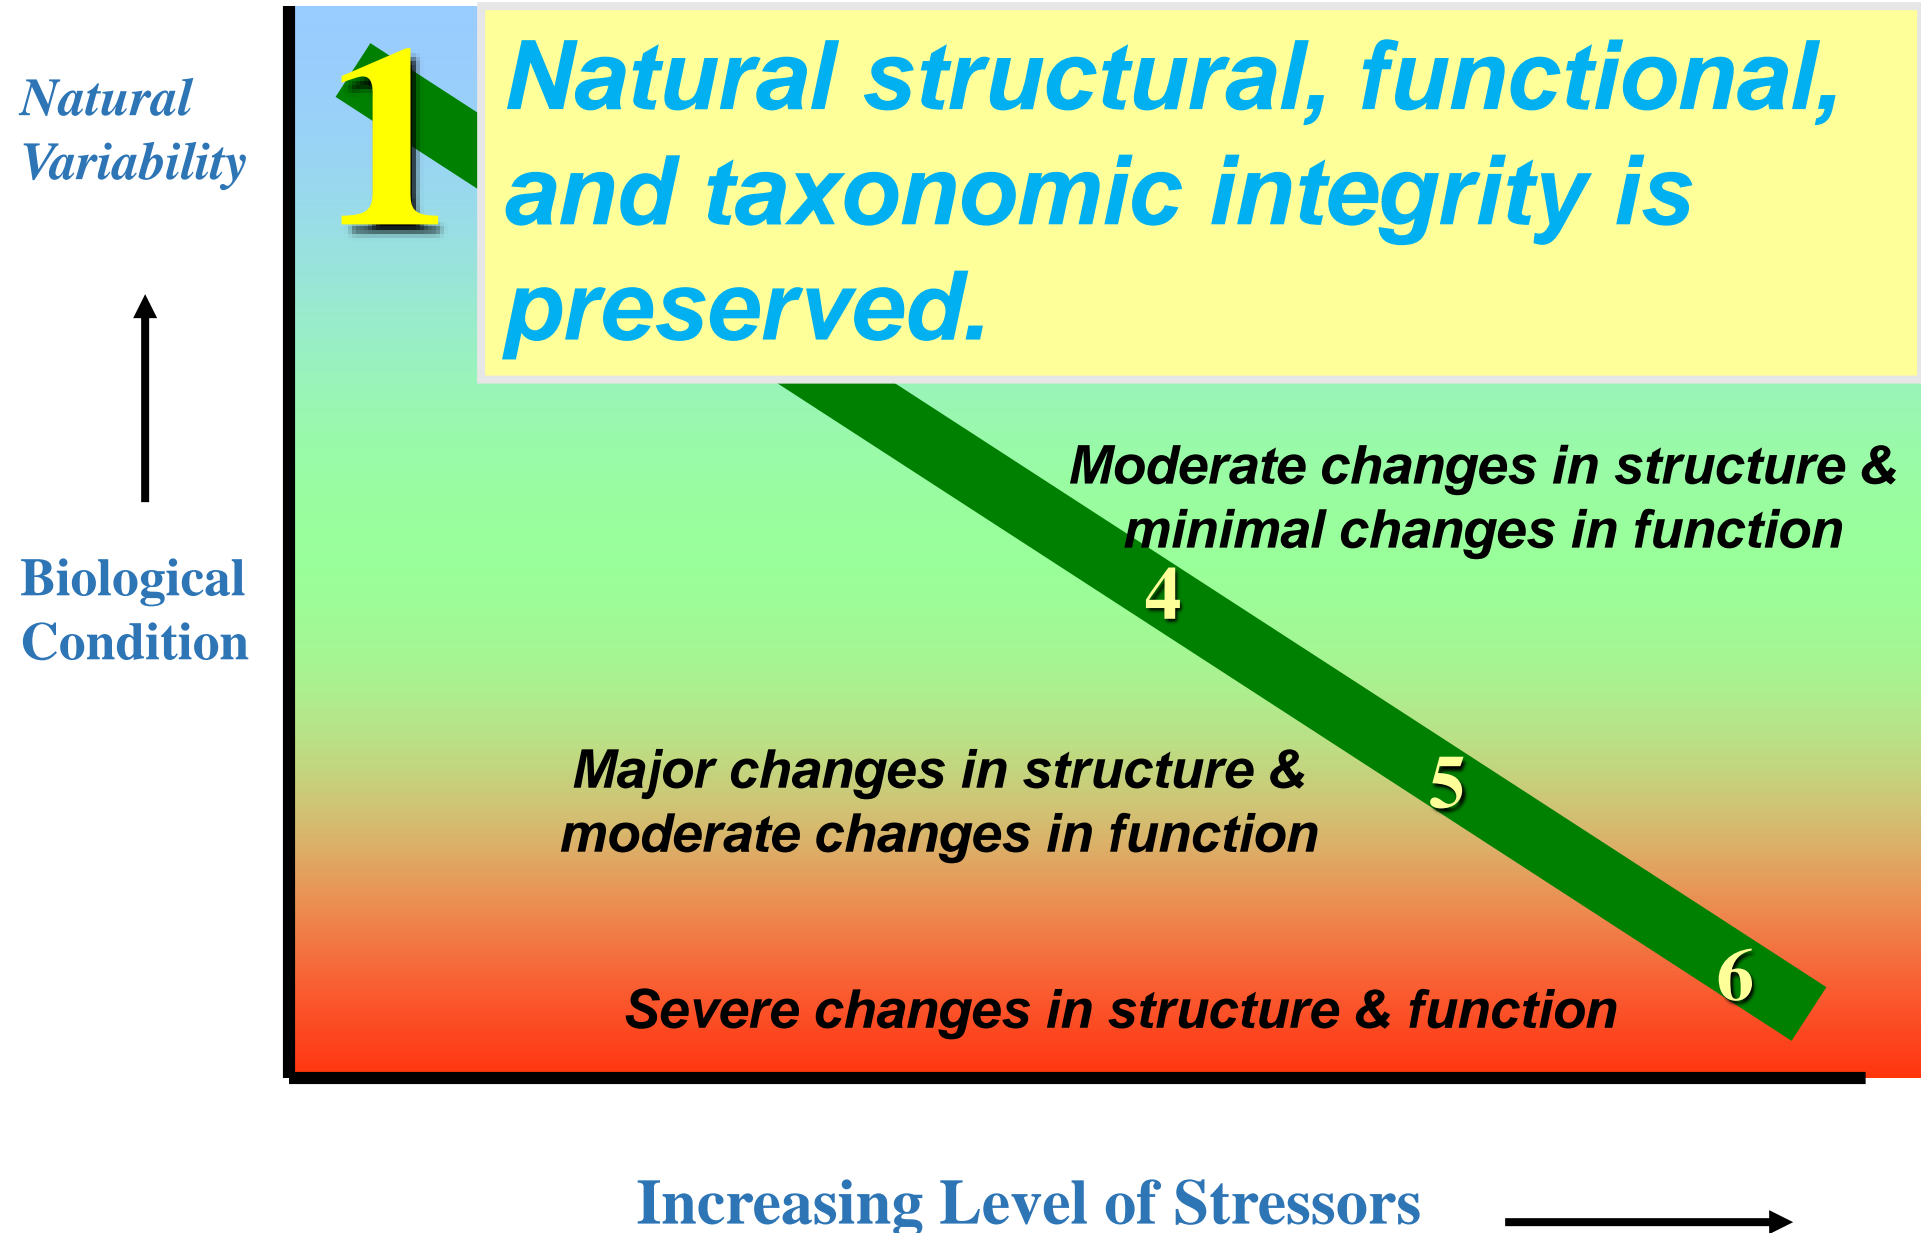 Natural
Variability
1
Natural structural, functional,
and taxonomic integrity is
preserved.
Moderate changes in structure &
minimal changes in function
4
Biological
Condition
Major changes in structure &
moderate changes in function
5
6
Severe changes in structure & function
Increasing Level of Stressors